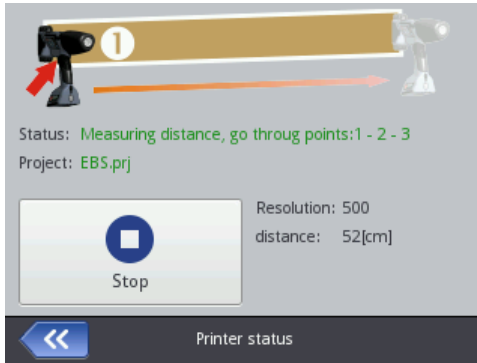 1
Status: Measuring distance, go throug points:1 - 2 - 3
Project: EBS.prj
Resolution: 500
distance: 52[cm]
Stop
Printer status